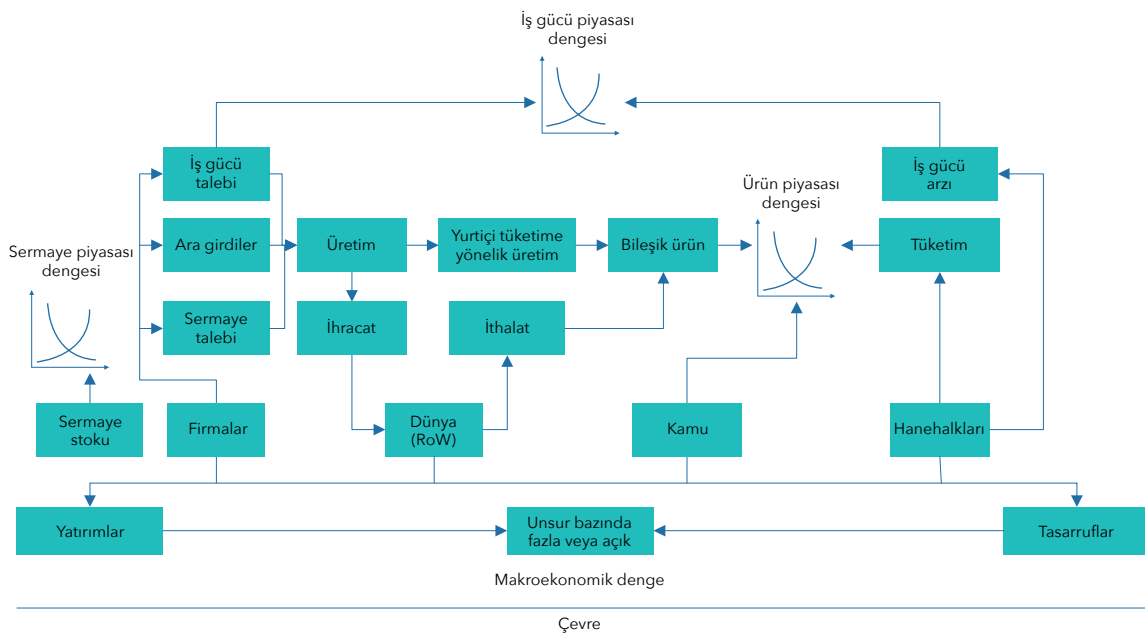 İş gücü piyasası
dengesi
İş gücü
talebi
İş gücü
arzı
Ürün piyasası
dengesi
Sermaye piyasası
dengesi
Ara girdiler
Üretim
Yurtiçi tüketime
yönelik üretim
Bileşik ürün
Tüketim
Sermaye
talebi
İhracat
İthalat
Sermaye
stoku
Firmalar
Dünya
(RoW)
Kamu
Hanehalkları
Yatırımlar
Unsur bazında
fazla veya açık
Tasarruflar
Makroekonomik denge
Çevre